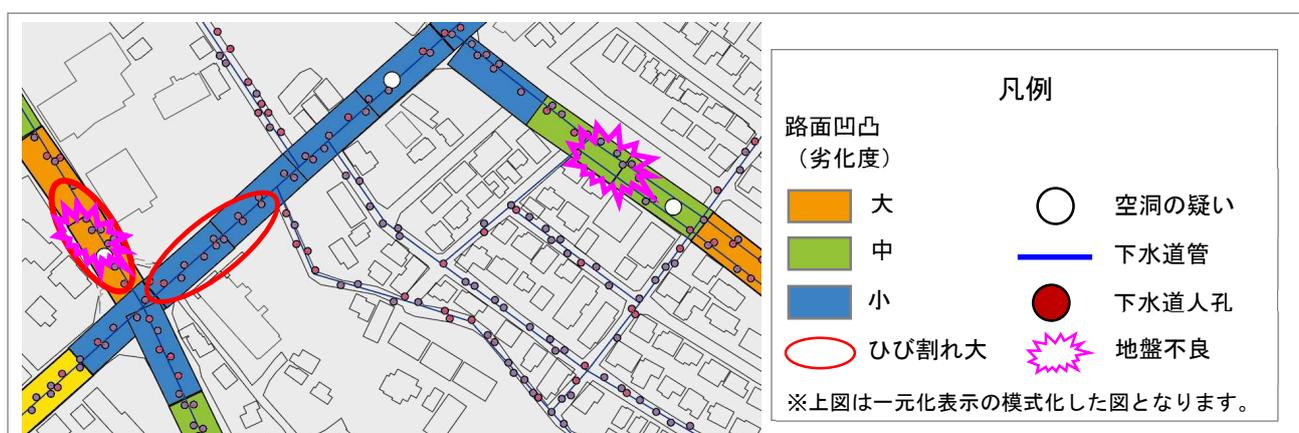 凡例
路面凹凸
（劣化度）
大
中
小
ひび割れ大
空洞の疑い
下水道管
下水道人孔
地盤不良
※上図は一元化表示の模式化した図となります。